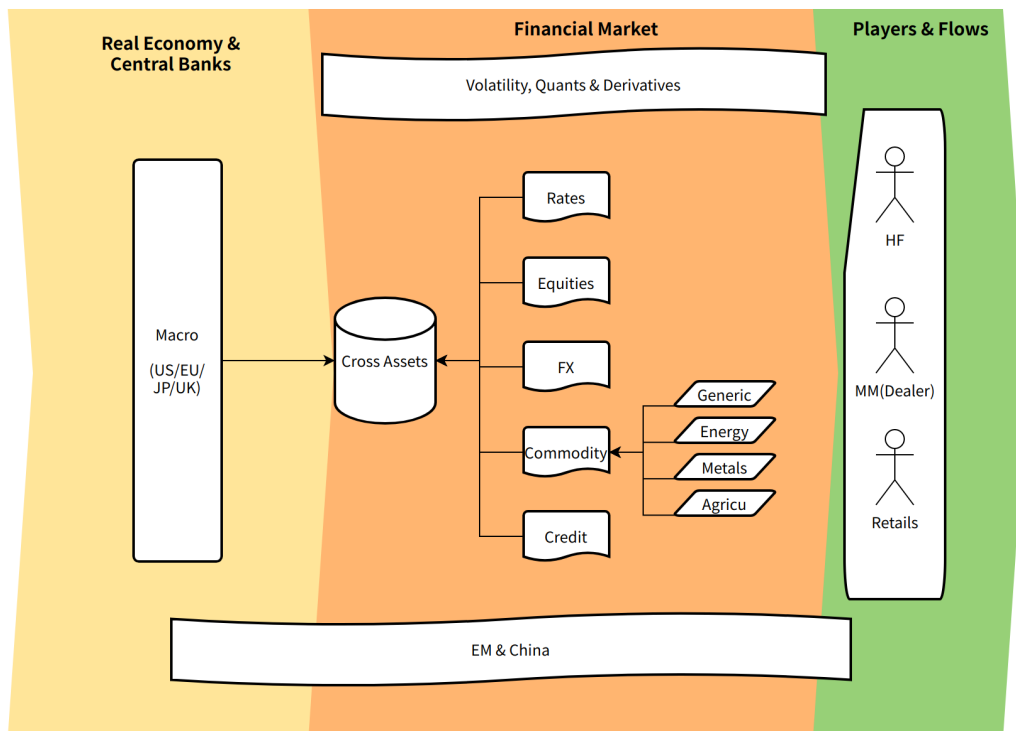 Real Economy &
Central Banks
Financial Market
Players & Flows
Volatility, Quants & Derivatives
Macro
(US/EU/
JP/UK)
Cross Assets
Rates
Equities
FX
Commodity
Credit
Generic
Energy
Metals
Agricu
HF
MM(Dealer)
Retails
EM & China